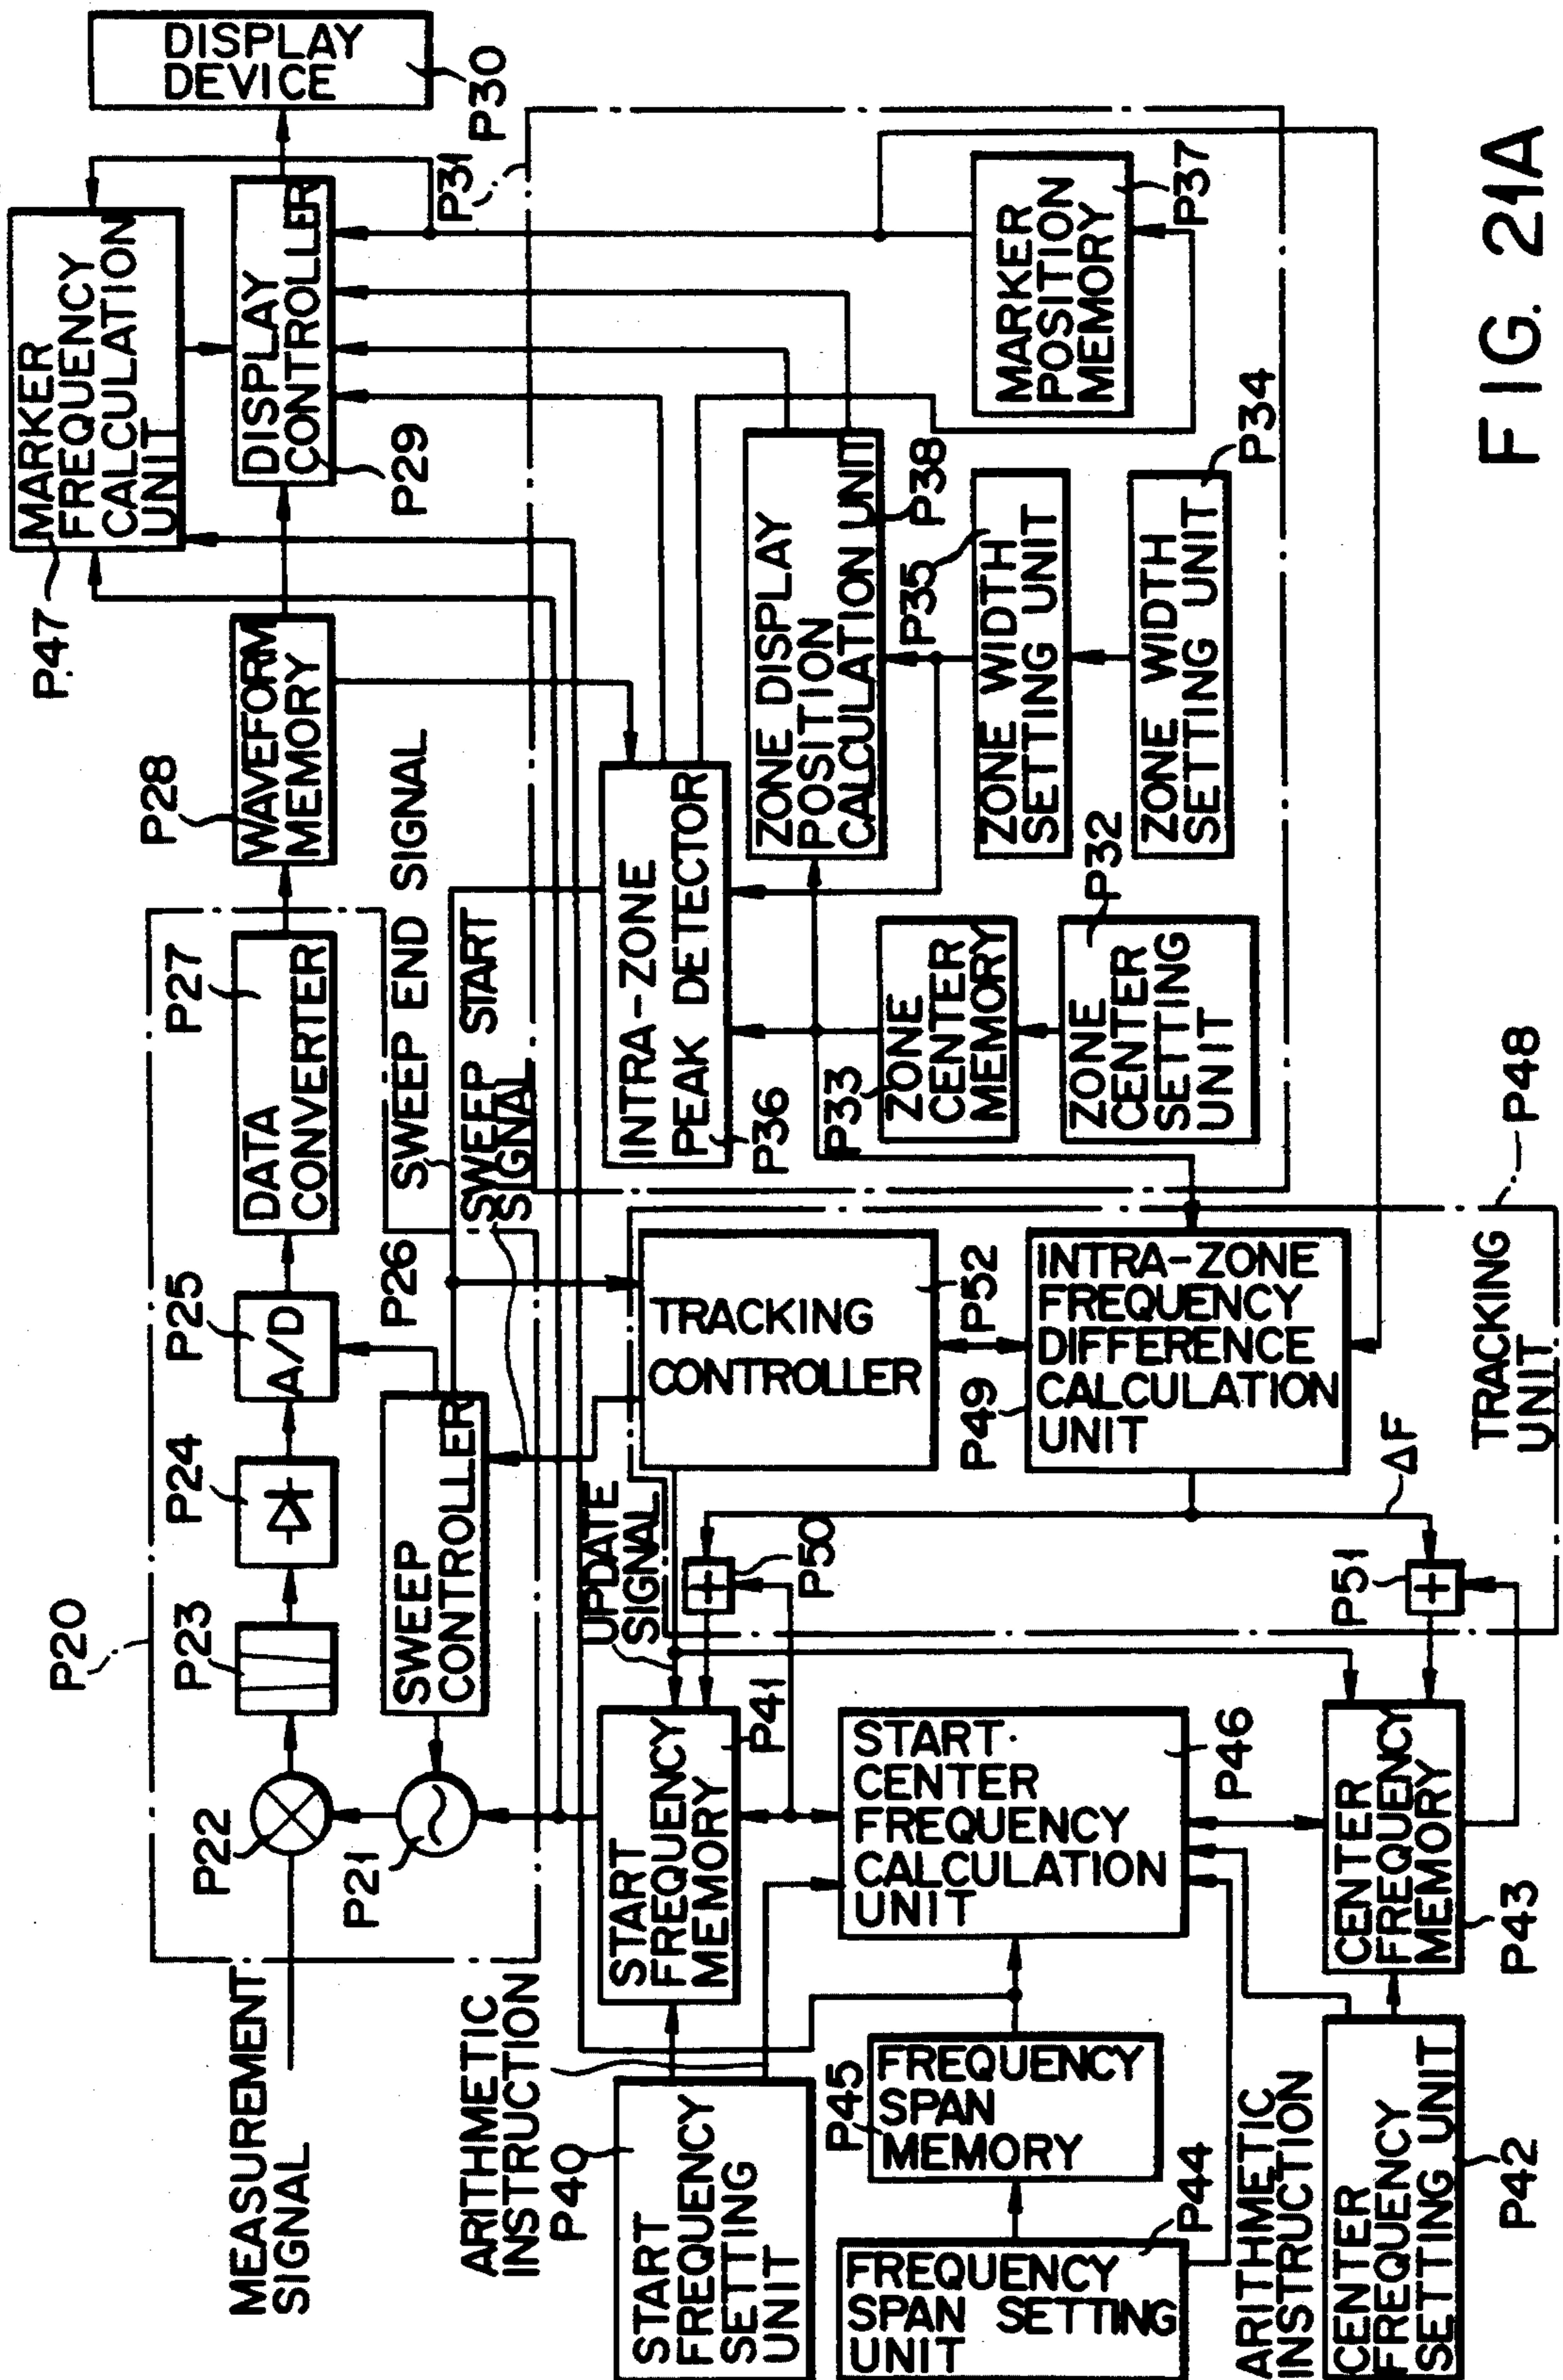 MEASUREMENT
SIGNAL
P20
P22
P21
P23
P24
P25
A/D
P26
SWEEP
CONTROLLER
P27
DATA
CONVERTER
P28
WAVEFORM
MEMORY
P47
MARKER
FREQUENCY
CALCULATION
UNIT
DISPLAY
CONTROLLER
P29
DISPLAY
DEVICE
P30
P31
SWEEP END SIGNAL
SWEEP START
SIGNAL
ARITHMETIC
INSTRUCTION
P40
START
FREQUENCY
SETTING
UNIT
START
FREQUENCY
MEMORY
P41
UPDATE
SIGNAL
P50
TRACKING
CONTROLLER
P52
INTRA-ZONE
PEAK DETECTOR
P36
P33
ZONE
CENTER
MEMORY
P32
ZONE
CENTER
SETTING
UNIT
ZONE DISPLAY
POSITION
CALCULATION UNIT
P38
P35
ZONE WIDTH
SETTING UNIT
ZONE WIDTH
SETTING UNIT
P34
MARKER
POSITION
MEMORY
P37
P45
FREQUENCY
SPAN
MEMORY
FREQUENCY
SPAN SETTING
UNIT
P44
START·
CENTER
FREQUENCY
CALCULATION
UNIT
P46
P49
INTRA-ZONE
FREQUENCY
DIFFERENCE
CALCULATION
UNIT
ΔF
P51
TRACKING
UNIT
P48
ARITHMETIC
INSTRUCTION
CENTER
FREQUENCY
SETTING UNIT
P42
CENTER
FREQUENCY
MEMORY
P43
FIG. 21A